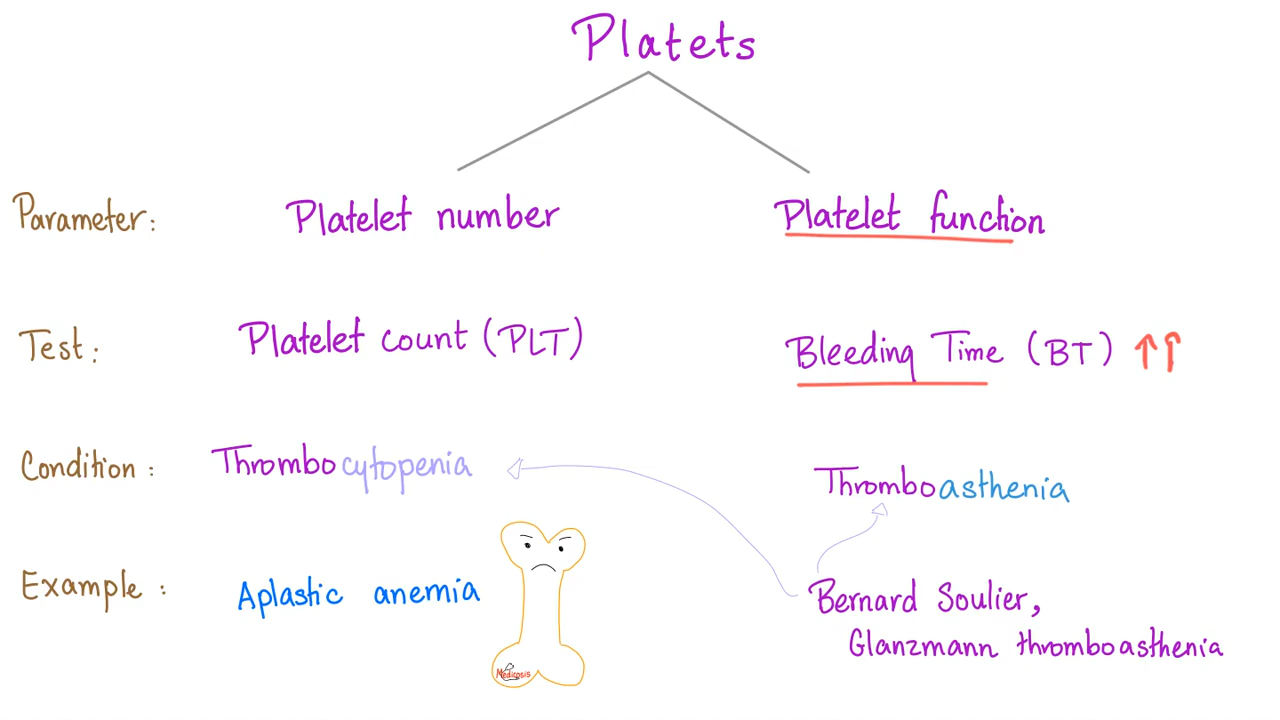 Platets
Parameter: Platelet number Platelet function
Test: Platelet count (PLT) Bleeding Time (BT) ↑↑
Condition: Thrombocytopenia Thromboasthenia
Example: Aplastic anemia Bernard Soulier,
Glanzmann thromboasthenia
Medicosis